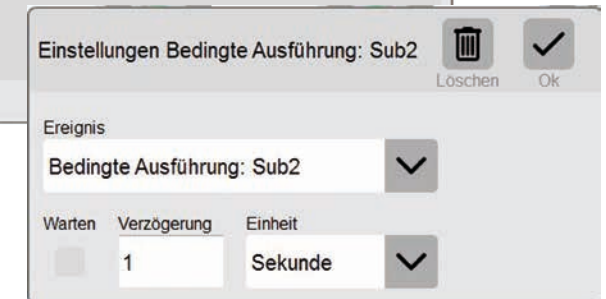 Einstellungen Bedingte Ausführung: Sub2
Löschen
Ok
Ereignis
Bedingte Ausführung: Sub2
Warten Verzögerung Einheit
1 Sekunde